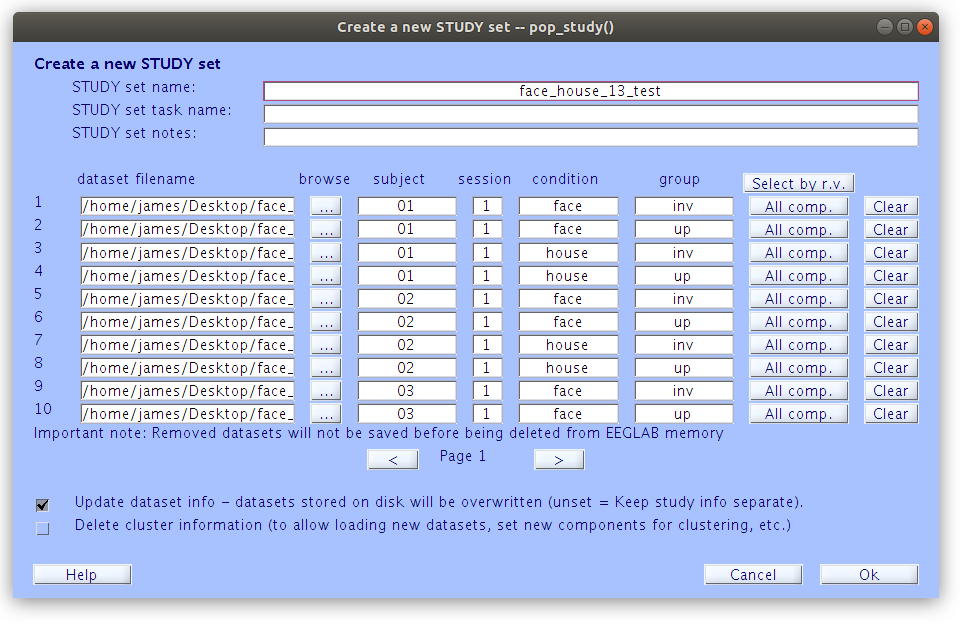 Create a new STUDY set -- pop_study()
Create a new STUDY set
STUDY set name: face_house_13_test
STUDY set task name:
STUDY set notes:
dataset filename browse subject session condition group Select by r.v.
1 /home/james/Desktop/face_ ... 01 1 face inv All comp. Clear
2 /home/james/Desktop/face_ ... 01 1 face up All comp. Clear
3 /home/james/Desktop/face_ ... 01 1 house inv All comp. Clear
4 /home/james/Desktop/face_ ... 01 1 house up All comp. Clear
5 /home/james/Desktop/face_ ... 02 1 face inv All comp. Clear
6 /home/james/Desktop/face_ ... 02 1 face up All comp. Clear
7 /home/james/Desktop/face_ ... 02 1 house inv All comp. Clear
8 /home/james/Desktop/face_ ... 02 1 house up All comp. Clear
9 /home/james/Desktop/face_ ... 03 1 face inv All comp. Clear
10 /home/james/Desktop/face_ ... 03 1 face up All comp. Clear
Important note: Removed datasets will not be saved before being deleted from EEGLAB memory
< Page 1 >
Update dataset info – datasets stored on disk will be overwritten (unset = Keep study info separate).
Delete cluster information (to allow loading new datasets, set new components for clustering, etc.)
Help Cancel Ok